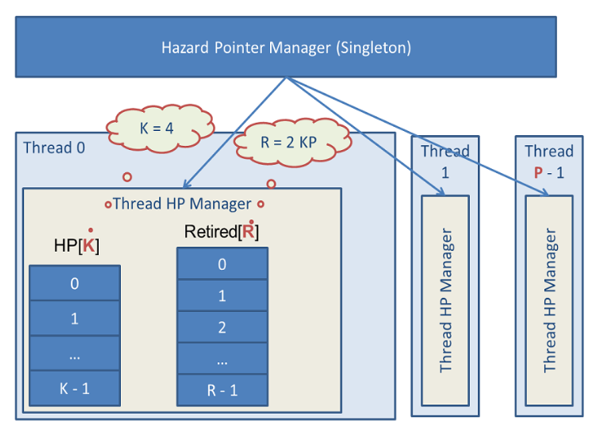 Hazard Pointer Manager (Singleton)
K = 4
R = 2 KP
Thread 0
Thread HP Manager
HP[K]
0
1
...
K - 1
Retired[R]
0
1
2
...
R - 1
Thread
1
Thread HP Manager
Thread
P - 1
Thread HP Manager